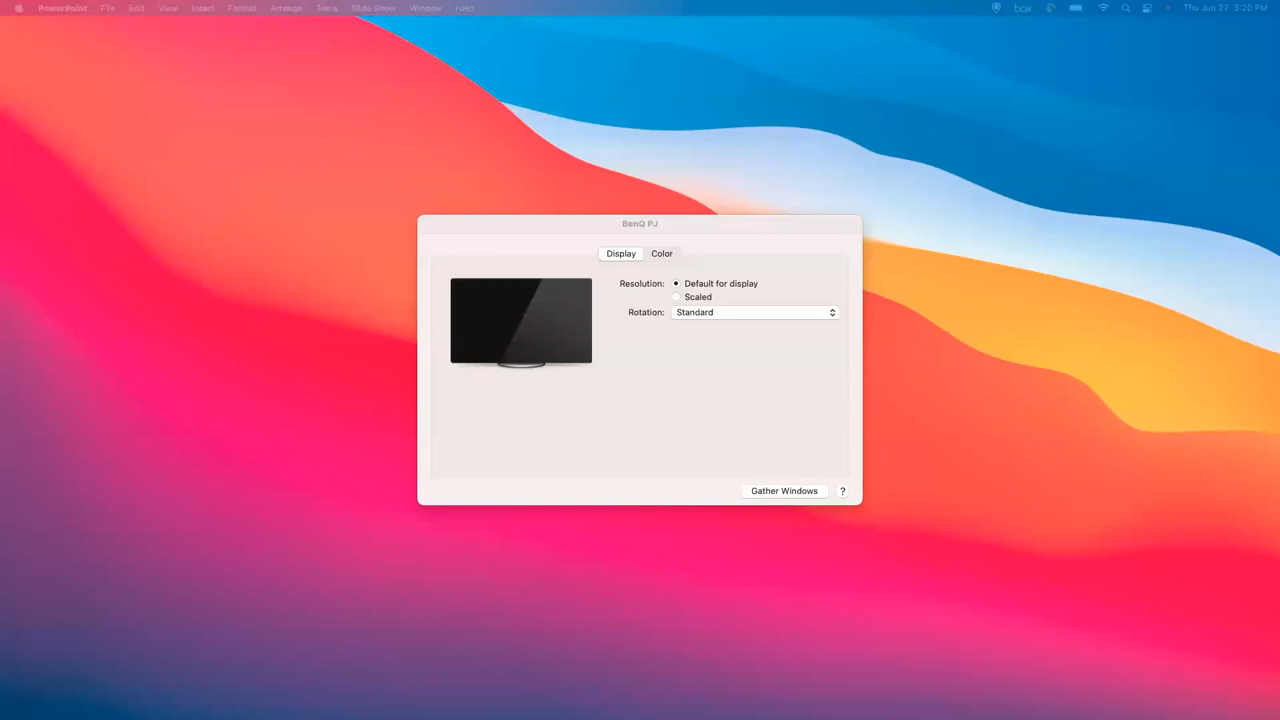 PowerPoint File Edit View Insert Format Arrange Tools Slide Show Window Help box Thu Jun 27 3:20 PM
BenQ PJ
Display Color
Resolution: Default for display
Scaled
Rotation: Standard
Gather Windows ?